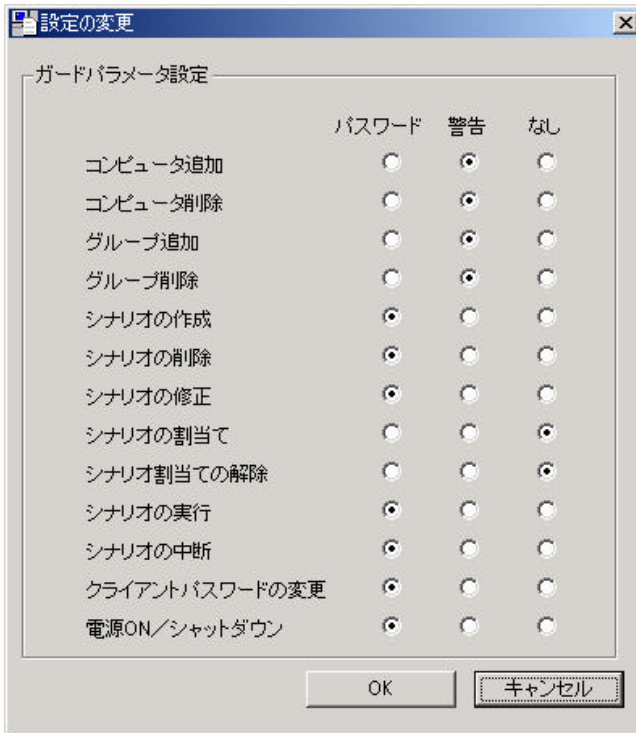 設定の変更
ガードパラメータ設定
パスワード 警告 なし
コンピュータ追加
コンピュータ削除
グループ追加
グループ削除
シナリオの作成
シナリオの削除
シナリオの修正
シナリオの割当て
シナリオ割当ての解除
シナリオの実行
シナリオの中断
クライアントパスワードの変更
電源ON／シャットダウン
OK キャンセル